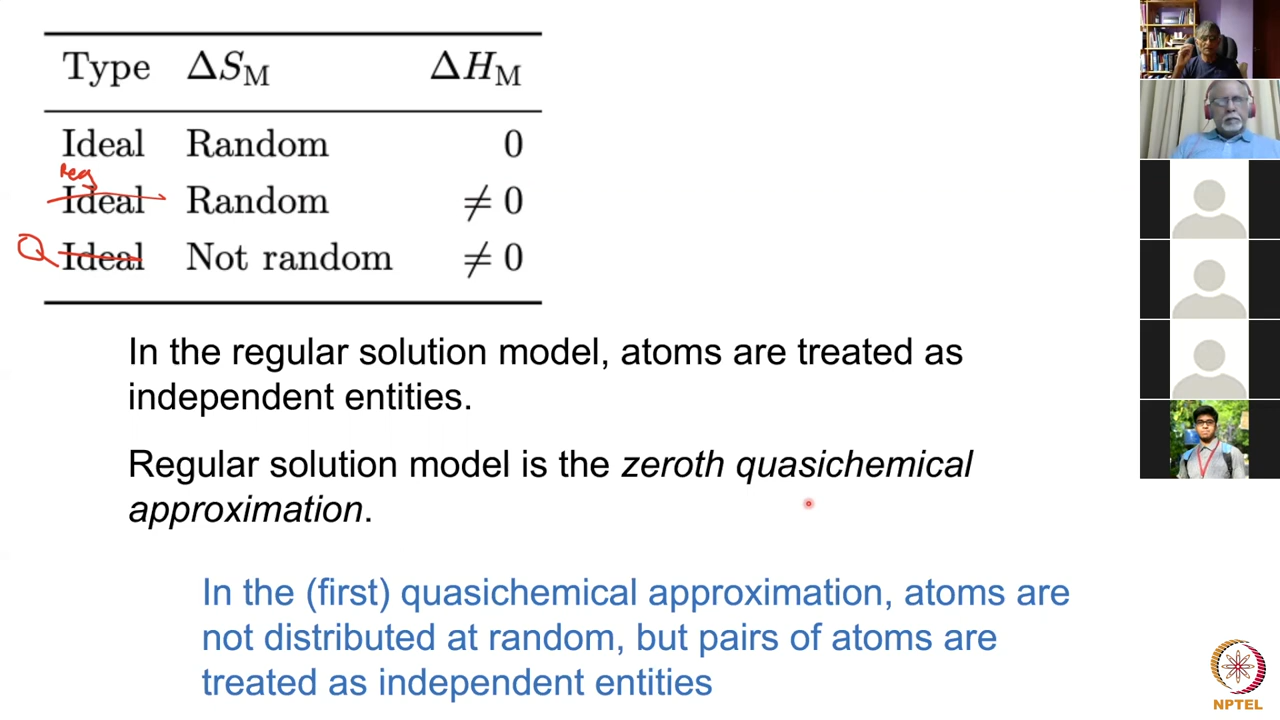 Type ΔS_M ΔH_M
Ideal Random 0
Reg
Ideal Random ≠ 0
Q Ideal Not random ≠ 0
In the regular solution model, atoms are treated as
independent entities.
Regular solution model is the zeroth quasichemical
approximation.
In the (first) quasichemical approximation, atoms are
not distributed at random, but pairs of atoms are
treated as independent entities
NPTEL